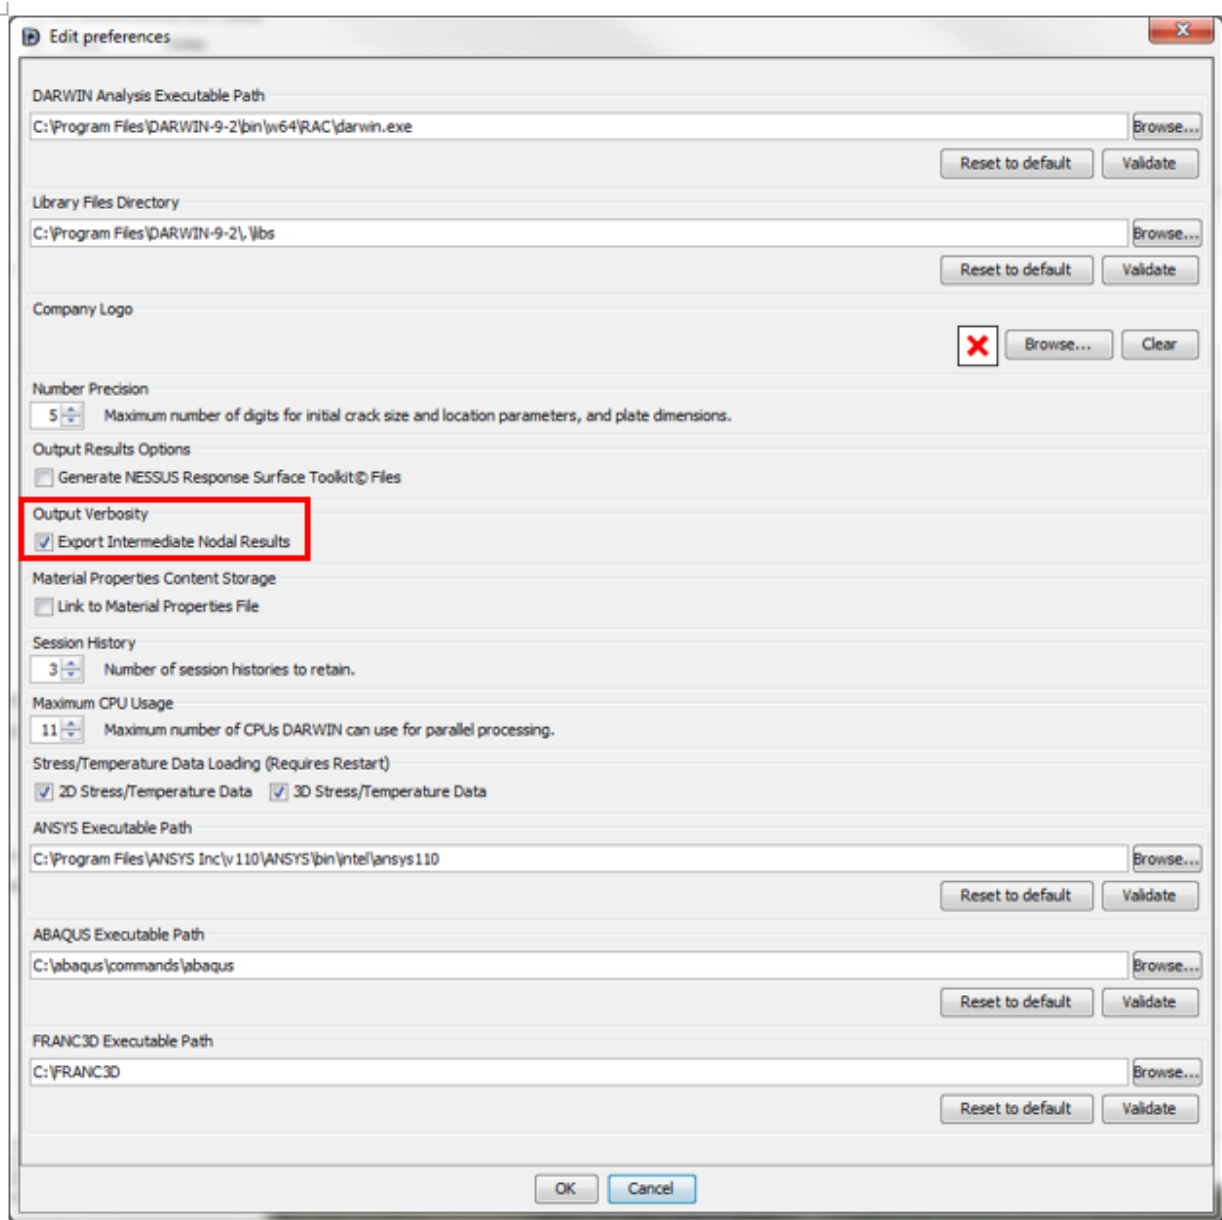 Edit preferences
DARWIN Analysis Executable Path
C:\Program Files\DARWIN-9-2\bin\w64\RAC\darwin.exe Browse...
Reset to default Validate
Library Files Directory
C:\Program Files\DARWIN-9-2\.\libs Browse...
Reset to default Validate
Company Logo
Browse... Clear
Number Precision
5 Maximum number of digits for initial crack size and location parameters, and plate dimensions.
Output Results Options
Generate NESSUS Response Surface Toolkit© Files
Output Verbosity
Export Intermediate Nodal Results
Material Properties Content Storage
Link to Material Properties File
Session History
3 Number of session histories to retain.
Maximum CPU Usage
11 Maximum number of CPUs DARWIN can use for parallel processing.
Stress/Temperature Data Loading (Requires Restart)
2D Stress/Temperature Data 3D Stress/Temperature Data
ANSYS Executable Path
C:\Program Files\ANSYS Inc\v110\ANSYS\bin\intel\ansys110 Browse...
Reset to default Validate
ABAQUS Executable Path
C:\abaqus\commands\abaqus Browse...
Reset to default Validate
FRANC3D Executable Path
C:\FRANC3D Browse...
Reset to default Validate
OK Cancel